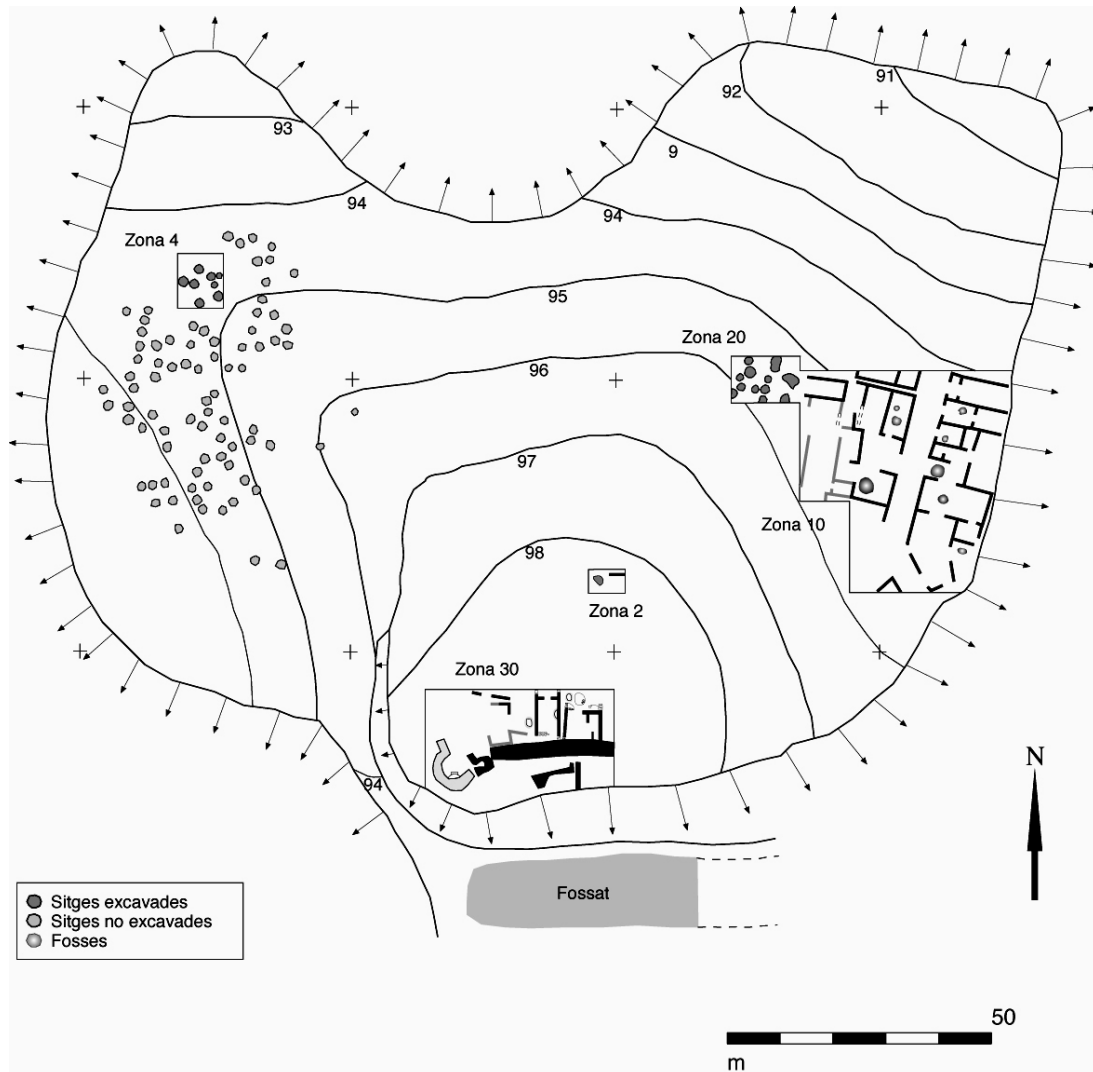 91
92
93
9
94
94
Zona 4
95
Zona 20
96
97
Zona 10
98
Zona 2
Zona 30
94
N
Fossat
Sitges excavades
Sitges no excavades
Fosses
50
m